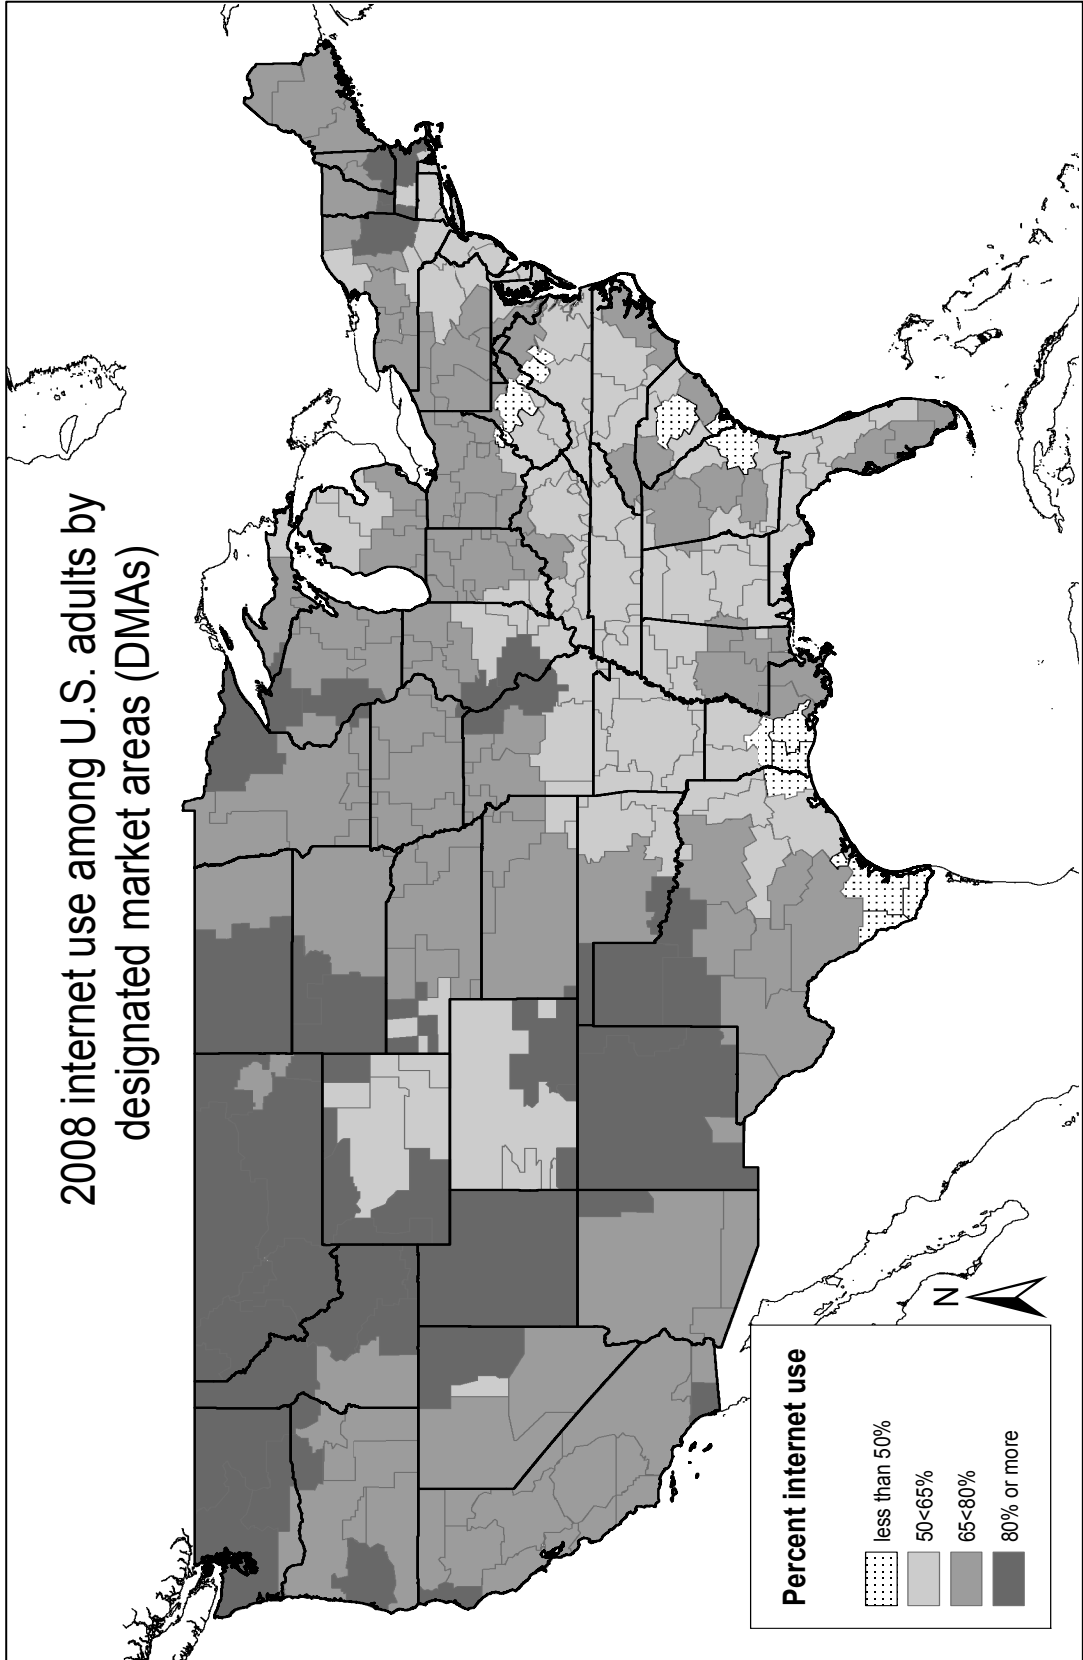 2008 internet use among U.S. adults by
designated market areas (DMAs)
N
Percent internet use
less than 50%
50<65%
65<80%
80% or more